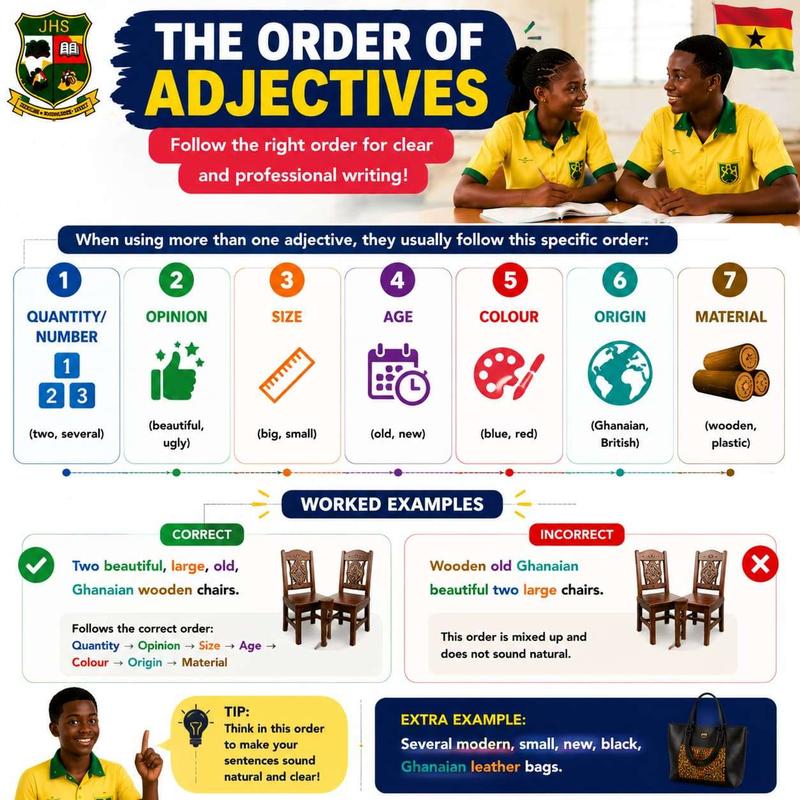 JHS
THE ORDER OF
ADJECTIVES
Follow the right order for clear
and professional writing!
When using more than one adjective, they usually follow this specific order:
1
QUANTITY/
NUMBER
1
2 3
(two, several)
2
OPINION
(beautiful,
ugly)
3
SIZE
(big, small)
4
AGE
(old, new)
5
COLOUR
(blue, red)
6
ORIGIN
(Ghanaian,
British)
7
MATERIAL
(wooden,
plastic)
WORKED EXAMPLES
CORRECT
Two beautiful, large, old,
Ghanaian wooden chairs.
Follows the correct order:
Quantity → Opinion → Size → Age →
Colour → Origin → Material
INCORRECT
Wooden old Ghanaian
beautiful two large chairs.
This order is mixed up and
does not sound natural.
TIP:
Think in this order
to make your
sentences sound
natural and clear!
EXTRA EXAMPLE:
Several modern, small, new, black,
Ghanaian leather bags.